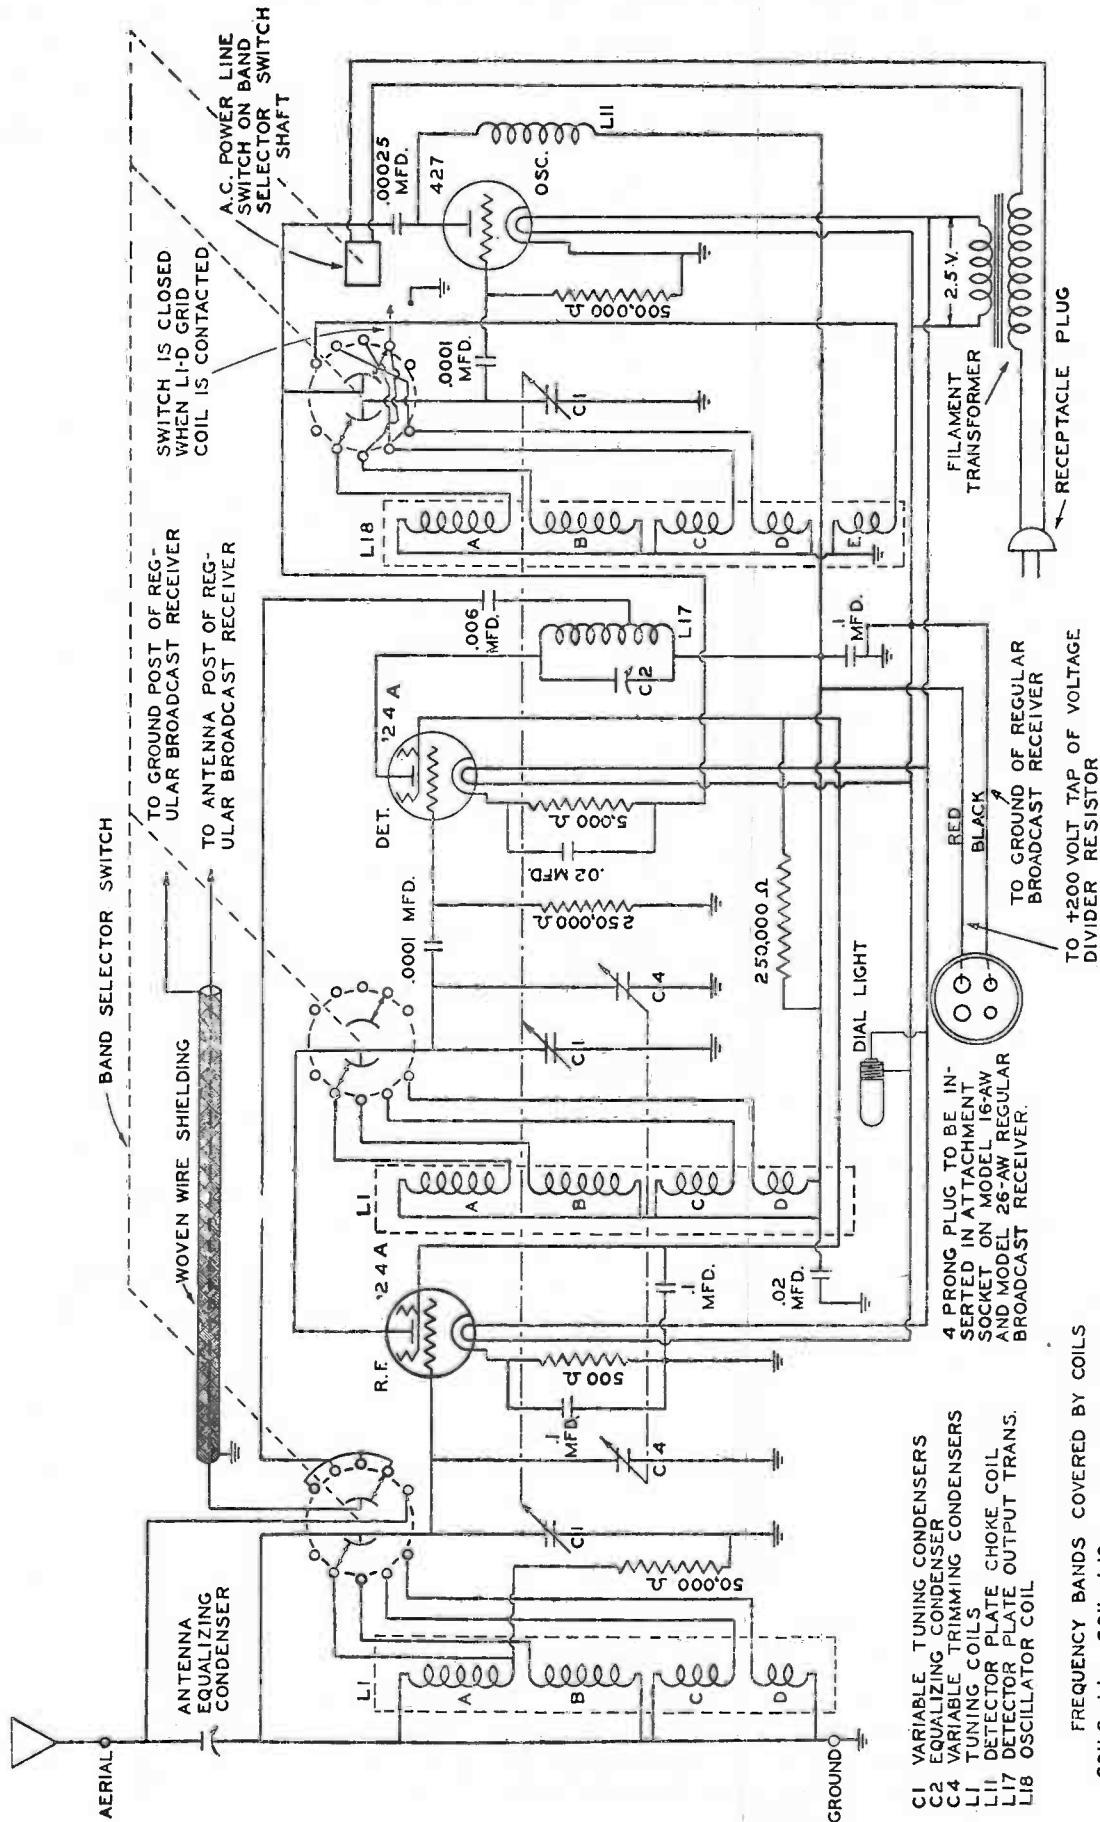 BAND SELECTOR SWITCH
WOVEN WIRE SHIELDING
TO GROUND POST OF REG-
ULAR BROADCAST RECEIVER
TO ANTENNA POST OF REG-
ULAR BROADCAST RECEIVER
SWITCH IS CLOSED
WHEN L1-D GRID
COIL IS CONTACTED
A.C. POWER LINE
SWITCH ON BAND
SELECTOR SWITCH
SHAFT
AERIAL
ANTENNA
EQUALIZING
CONDENSER
GROUND
L1
A
B
C
D
50,000 Ω
C1
C4
R.F.
'24 A
.1
MFD.
500 Ω
.1
MFD.
.02
MFD.
L1
A
B
C
D
C1
C4
.0001 MFD.
250,000 Ω
DET.
'24 A
.02 MFD.
5,000 Ω
250,000 Ω
DIAL LIGHT
.006
MFD.
C2
L17
.1
MFD.
L18
A
B
C
D
E
C1
.0001
MFD.
500,000 Ω
.00025
MFD.
427
OSC.
L11
2.5 V.
FILAMENT
TRANSFORMER
RECEPTACLE PLUG
RED
BLACK
TO GROUND OF REGULAR
BROADCAST RECEIVER
TO +200 VOLT TAP OF VOLTAGE
DIVIDER RESISTOR
4 PRONG PLUG TO BE IN-
SERTED IN ATTACHMENT
SOCKET ON MODEL 16-AW
AND MODEL 26-AW REGULAR
BROADCAST RECEIVER.
C1 VARIABLE TUNING CONDENSERS
C2 EQUALIZING CONDENSER
C4 VARIABLE TRIMMING CONDENSERS
L1 TUNING COILS
L11 DETECTOR PLATE CHOKE COIL
L17 DETECTOR PLATE OUTPUT TRANS.
L18 OSCILLATOR COIL
FREQUENCY BANDS COVERED BY COILS